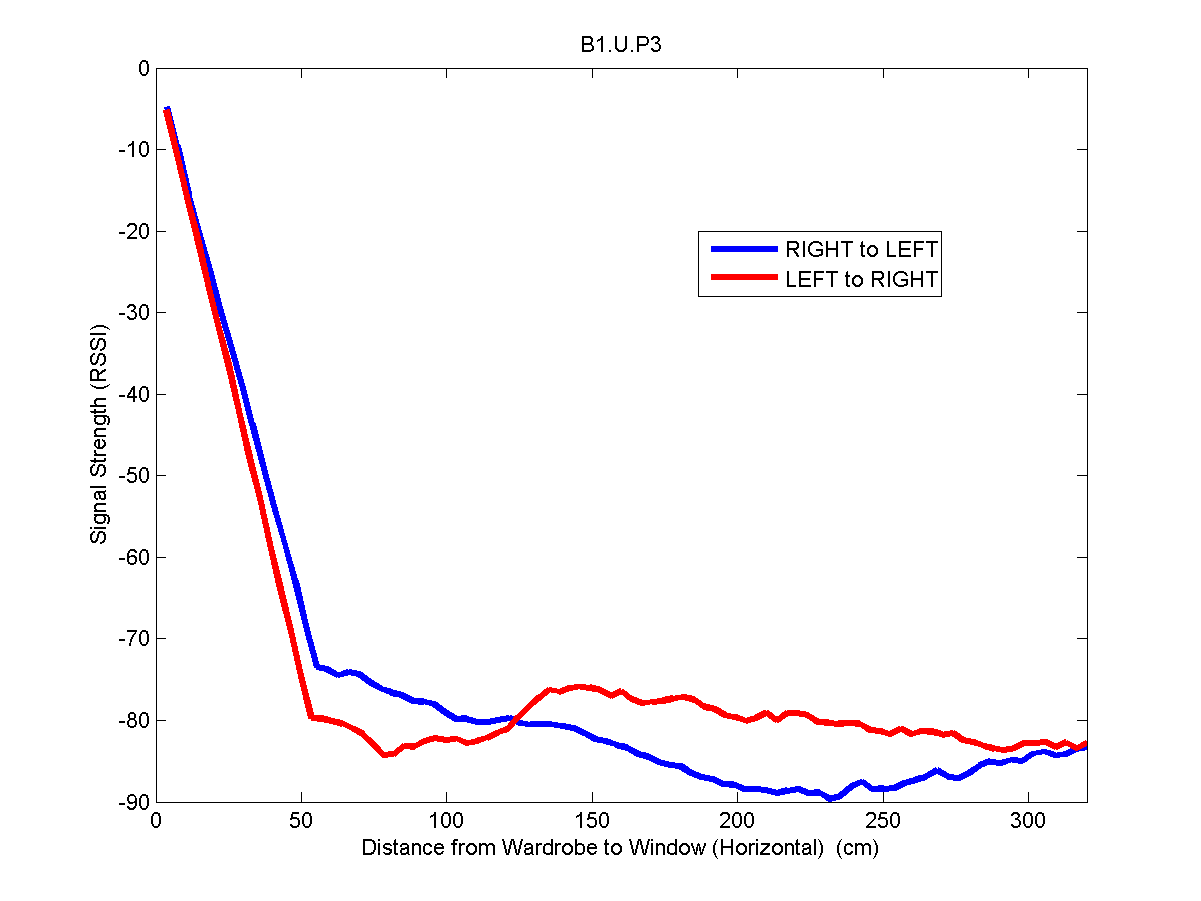 B1.U.P3
0
-10
-20
-30
-40
-50
-60
-70
-80
-90
Signal Strength (RSSI)
RIGHT to LEFT
LEFT to RIGHT
0 50 100 150 200 250 300
Distance from Wardrobe to Window (Horizontal)  (cm)